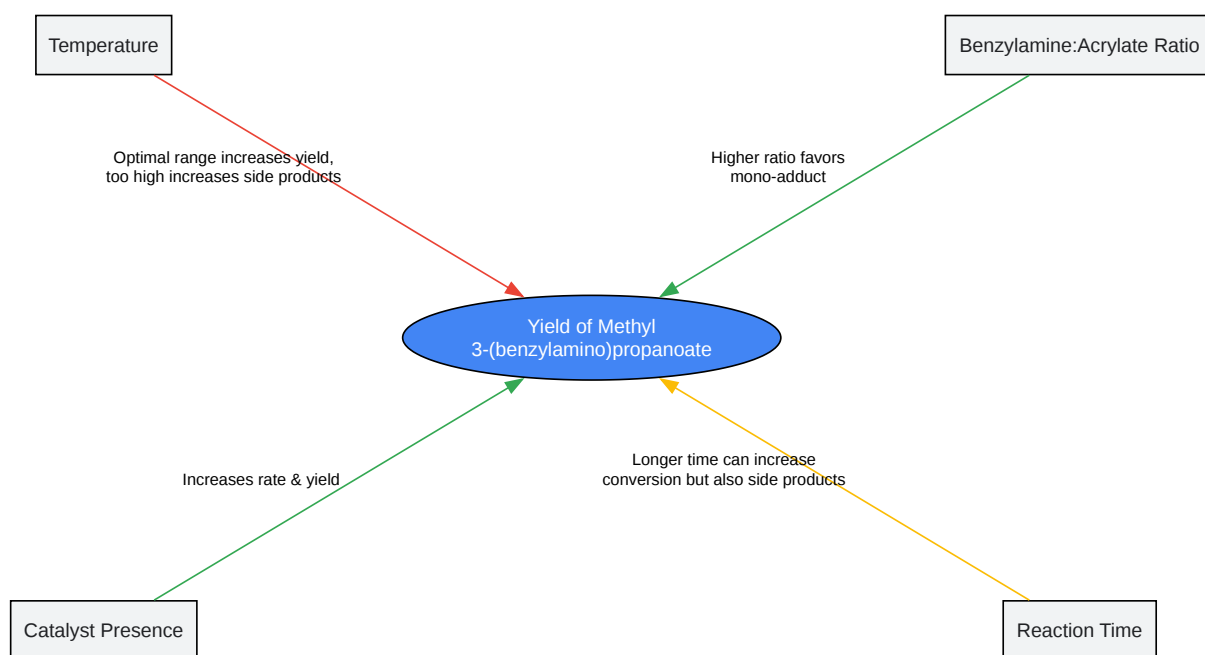 Temperature
Benzylamine:Acrylate Ratio
Optimal range increases yield,
too high increases side products
Higher ratio favors
mono-adduct
Yield of Methyl
3-(benzylamino)propanoate
Increases rate & yield
Longer time can increase
conversion but also side products
Catalyst Presence
Reaction Time